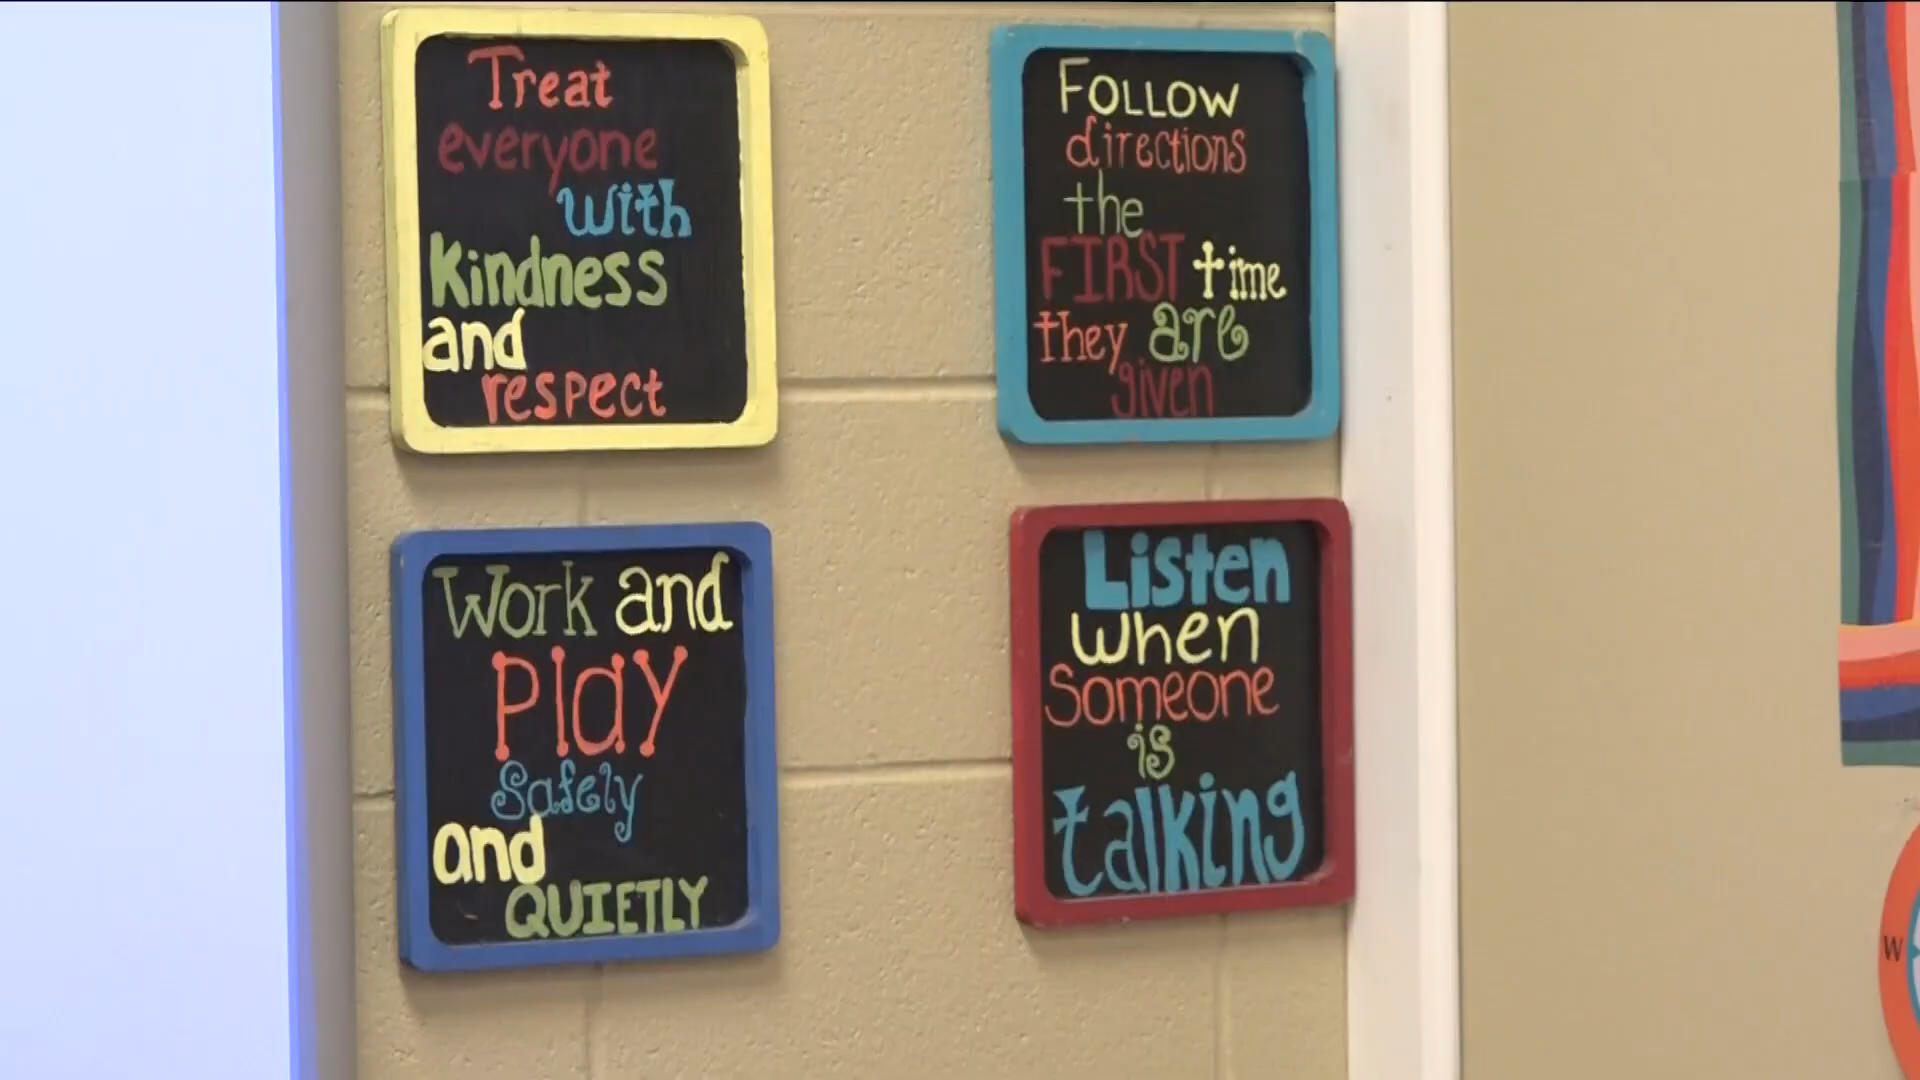 Treat
everyone
with
Kindness
and
respect
FOLLOW
directions
the
FIRST time
they are
given
Work and
Play
Safely
and
QUIETLY
Listen
when
Someone
is
talking
W